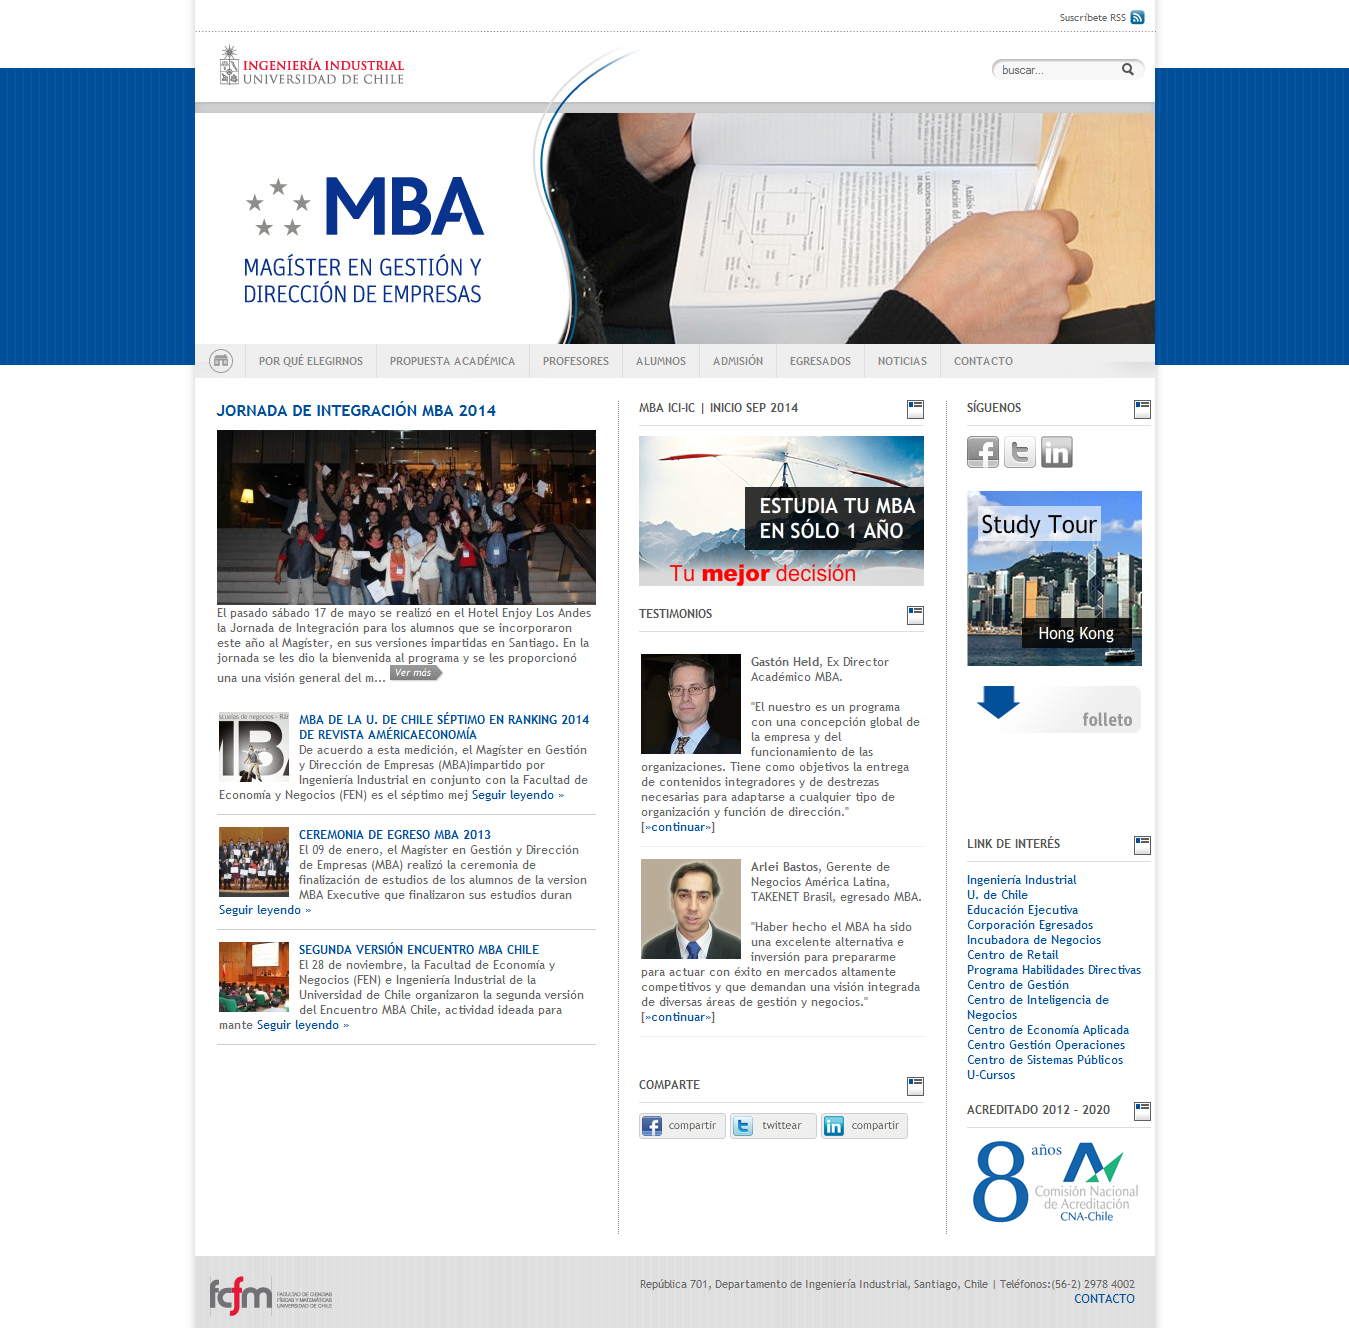 Suscríbete RSS
INGENIERÍA INDUSTRIAL
UNIVERSIDAD DE CHILE
buscar...
MBA
MAGÍSTER EN GESTIÓN Y
DIRECCIÓN DE EMPRESAS
POR QUÉ ELEGIRNOS
PROPUESTA ACADÉMICA
PROFESORES
ALUMNOS
ADMISIÓN
EGRESADOS
NOTICIAS
CONTACTO
JORNADA DE INTEGRACIÓN MBA 2014
El pasado sábado 17 de mayo se realizó en el Hotel Enjoy Los Andes
la Jornada de Integración para los alumnos que se incorporaron
este año al Magíster, en sus versiones impartidas en Santiago. En la
jornada se les dio la bienvenida al programa y se les proporcionó
una una visión general del m... Ver más
MBA DE LA U. DE CHILE SÉPTIMO EN RANKING 2014
DE REVISTA AMÉRICAECONOMÍA
De acuerdo a esta medición, el Magíster en Gestión
y Dirección de Empresas (MBA)impartido por
Ingeniería Industrial en conjunto con la Facultad de
Economía y Negocios (FEN) es el séptimo mej Seguir leyendo »
CEREMONIA DE EGRESO MBA 2013
El 09 de enero, el Magíster en Gestión y Dirección
de Empresas (MBA) realizó la ceremonia de
finalización de estudios de los alumnos de la version
MBA Executive que finalizaron sus estudios duran
Seguir leyendo »
SEGUNDA VERSIÓN ENCUENTRO MBA CHILE
El 28 de noviembre, la Facultad de Economía y
Negocios (FEN) e Ingeniería Industrial de la
Universidad de Chile organizaron la segunda versión
del Encuentro MBA Chile, actividad ideada para
mante Seguir leyendo »
MBA ICI-IC | INICIO SEP 2014
ESTUDIA TU MBA
EN SÓLO 1 AÑO
Tu mejor decisión
TESTIMONIOS
Gastón Held, Ex Director
Académico MBA.
"El nuestro es un programa
con una concepción global de
la empresa y del
funcionamiento de las
organizaciones. Tiene como objetivos la entrega
de contenidos integradores y de destrezas
necesarias para adaptarse a cualquier tipo de
organización y función de dirección."
[»continuar»]
Arlei Bastos, Gerente de
Negocios América Latina,
TAKENET Brasil, egresado MBA.
"Haber hecho el MBA ha sido
una excelente alternativa e
inversión para prepararme
para actuar con éxito en mercados altamente
competitivos y que demandan una visión integrada
de diversas áreas de gestión y negocios."
[»continuar»]
COMPARTE
compartir
twittear
compartir
SÍGUENOS
Study Tour
Hong Kong
folleto
LINK DE INTERÉS
Ingeniería Industrial
U. de Chile
Educación Ejecutiva
Corporación Egresados
Incubadora de Negocios
Centro de Retail
Programa Habilidades Directivas
Centro de Gestión
Centro de Inteligencia de
Negocios
Centro de Economía Aplicada
Centro Gestión Operaciones
Centro de Sistemas Públicos
U-Cursos
ACREDITADO 2012 - 2020
8 años
Comisión Nacional
de Acreditación
CNA-Chile
fcfm
FACULTAD DE CIENCIAS
FÍSICAS Y MATEMÁTICAS
UNIVERSIDAD DE CHILE
República 701, Departamento de Ingeniería Industrial, Santiago, Chile | Teléfonos:(56-2) 2978 4002
CONTACTO